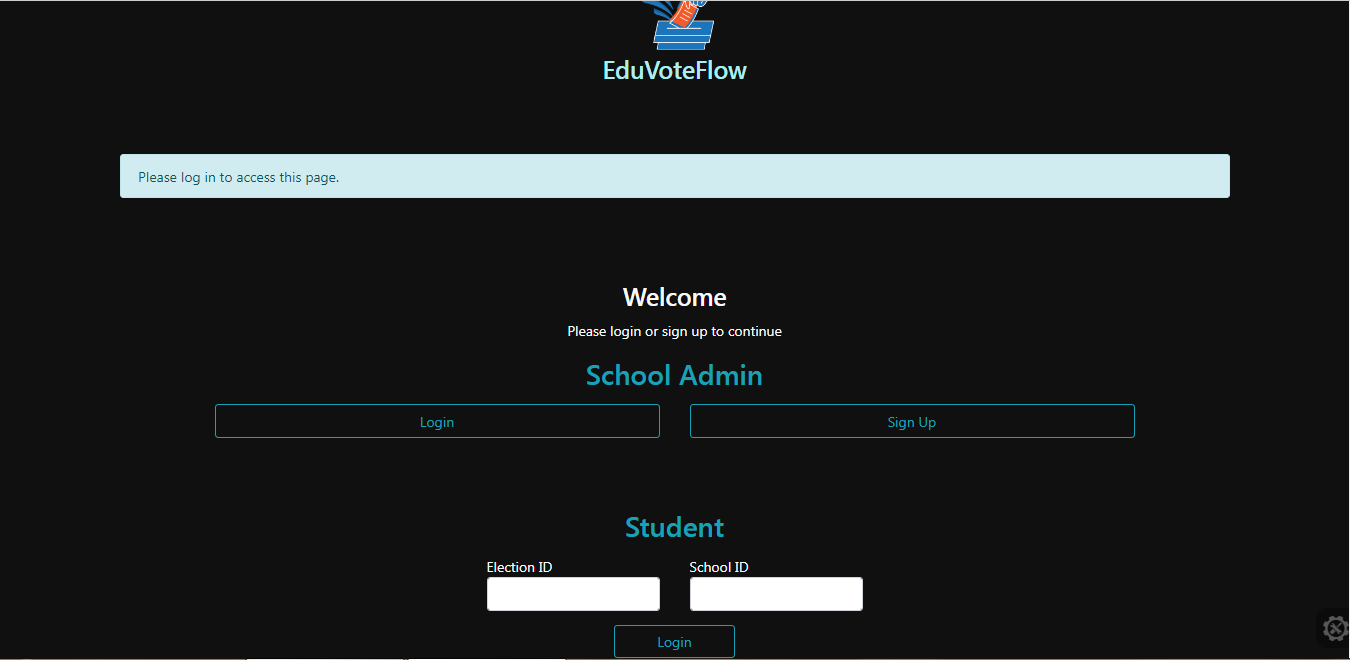 EduVoteFlow
Please log in to access this page.
Welcome
Please login or sign up to continue
School Admin
Login
Sign Up
Student
Election ID
School ID
Login